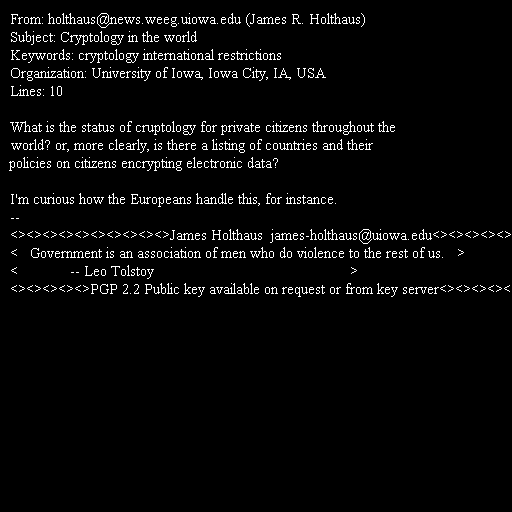 From: holthaus@news.weeg.uiowa.edu (James R. Holthaus)
Subject: Cryptology in the world
Keywords: cryptology international restrictions
Organization: University of Iowa, Iowa City, IA, USA
Lines: 10

What is the status of cruptology for private citizens throughout the
world? or, more clearly, is there a listing of countries and their
policies on citizens encrypting electronic data?

I'm curious how the Europeans handle this, for instance.
--
<><><><><><><><><><>James Holthaus  james-holthaus@uiowa.edu<><><><><>
<   Government is an association of men who do violence to the rest of us.   >
<             -- Leo Tolstoy                                                 >
<><><><><>PGP 2.2 Public key available on request or from key server<><><><><